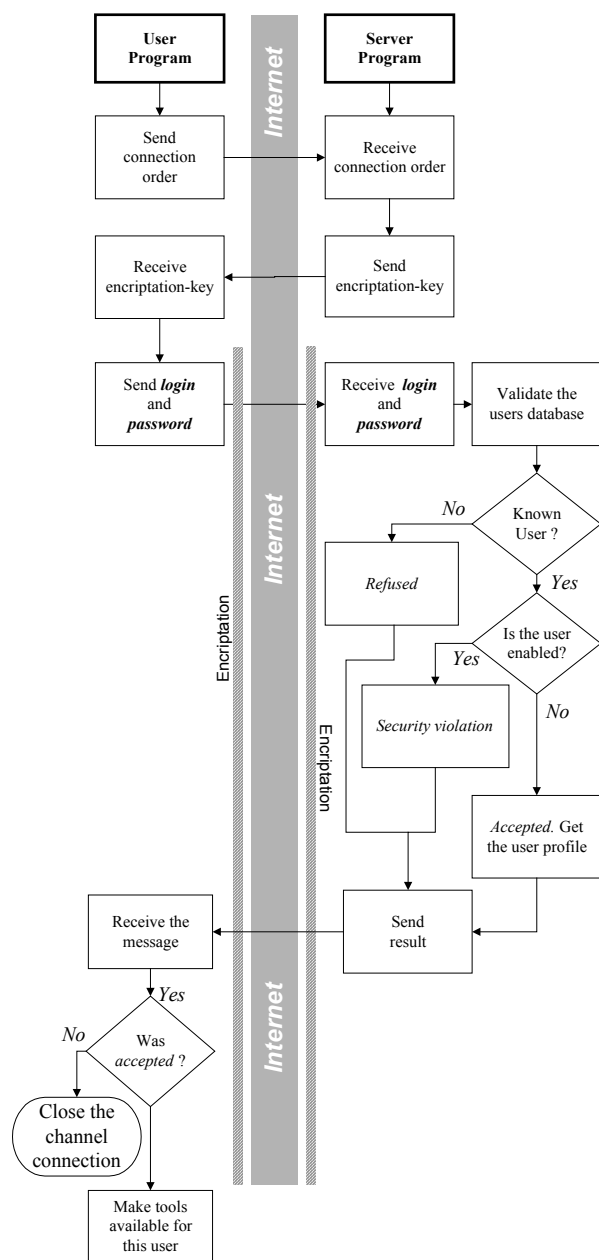 User
Program
Internet
Server
Program
Send
connection
order
Receive
connection order
Receive
encriptation-key
Send
encriptation-key
Send login
and
password
Receive login
and
password
Validate the
users database
Internet
No
Known
User ?
Yes
Refused
Encriptation
Is the user
enabled?
Yes
No
Security violation
Encriptation
Accepted. Get
the user profile
Receive the
message
Send
result
Yes
No
Was
accepted ?
Internet
Close the
channel
connection
Make tools
available for
this user